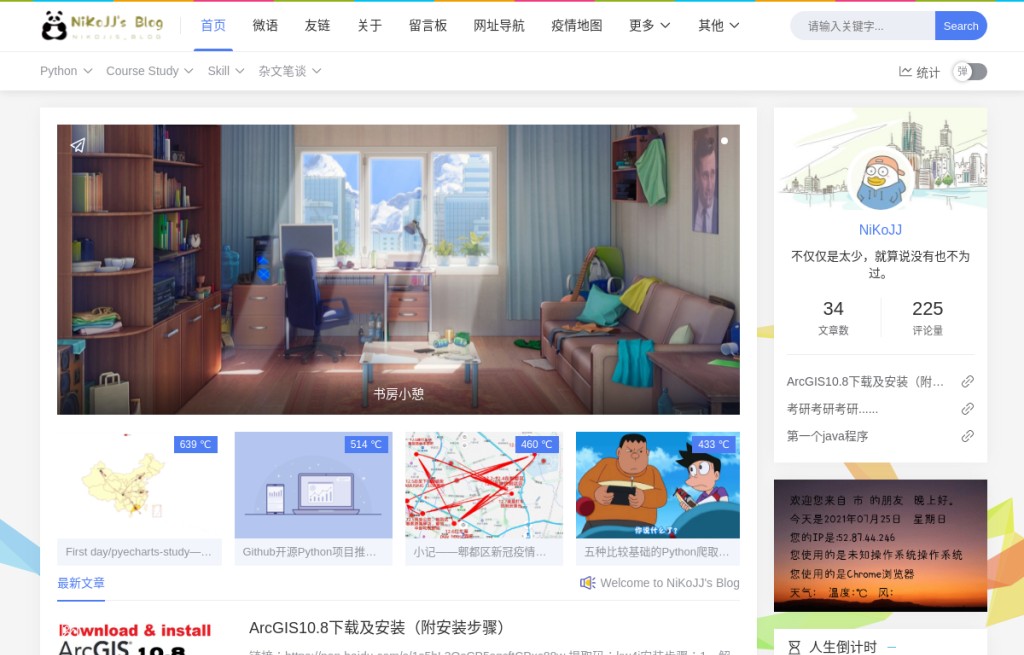 NiKoJJ's Blog
NIKOJJS_BLOG
首页
微语
友链
关于
留言板
网址导航
疫情地图
更多
其他
请输入关键字...
Search
Python
Course Study
Skill
杂文笔谈
统计
弹
书房小憩
NiKoJJ
不仅仅是太少，就算说没有也不为
过。
34
文章数
225
评论量
ArcGIS10.8下载及安装（附...
考研考研考研......
第一个java程序
639 ℃
514 ℃
460 ℃
433 ℃
First day/pyecharts-study—...
Github开源Python项目推...
小记——郫都区新冠疫情...
五种比较基础的Python爬取...
欢迎您来自 市 的朋友 晚上好。
今天是2021年07月25日 星期日
您的IP是:52.87.44.246
您使用的是未知操作系统操作系统
您使用的是Chrome浏览器
天气: 温度:℃ 风:
最新文章
Welcome to NiKoJJ's Blog
Download & install
ArcGIS 10.8
ArcGIS10.8下载及安装（附安装步骤）
人生倒计时